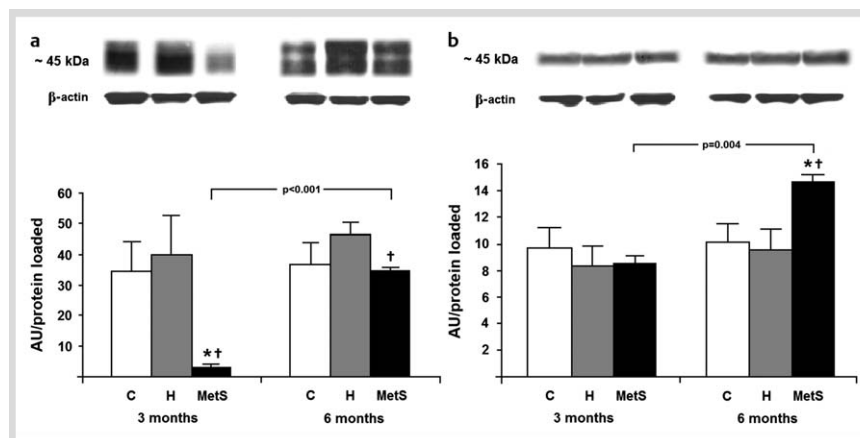 a
~ 45 kDa
β-actin
p<0.001
AU/protein loaded
60
50
40
30
20
10
*†
†
C H MetS C H MetS
3 months 6 months
b
~ 45 kDa
β-actin
p=0.004
AU/protein loaded
16
14
12
10
8
6
4
2
*†
C H MetS C H MetS
3 months 6 months